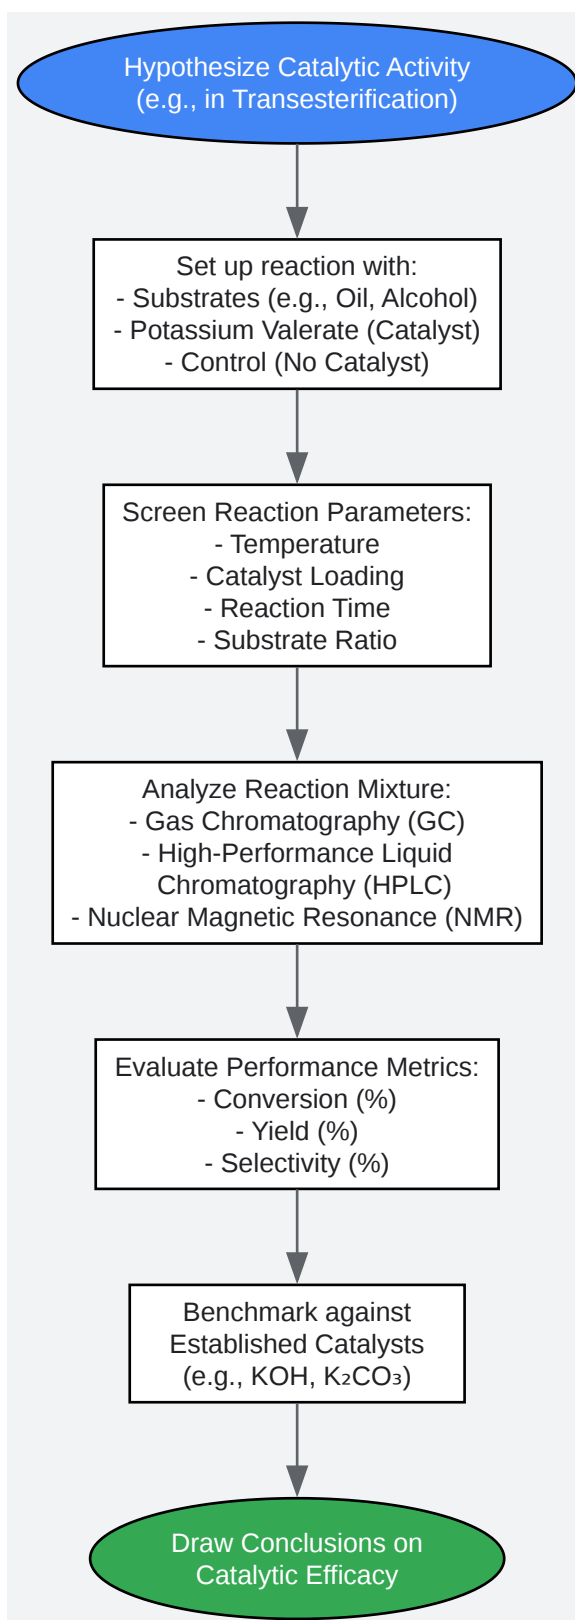 Hypothesize Catalytic Activity
(e.g., in Transesterification)
Set up reaction with:
- Substrates (e.g., Oil, Alcohol)
- Potassium Valerate (Catalyst)
- Control (No Catalyst)
Screen Reaction Parameters:
- Temperature
- Catalyst Loading
- Reaction Time
- Substrate Ratio
Analyze Reaction Mixture:
- Gas Chromatography (GC)
- High-Performance Liquid
Chromatography (HPLC)
- Nuclear Magnetic Resonance (NMR)
Evaluate Performance Metrics:
- Conversion (%)
- Yield (%)
- Selectivity (%)
Benchmark against
Established Catalysts
(e.g., KOH, K₂CO₃)
Draw Conclusions on
Catalytic Efficacy